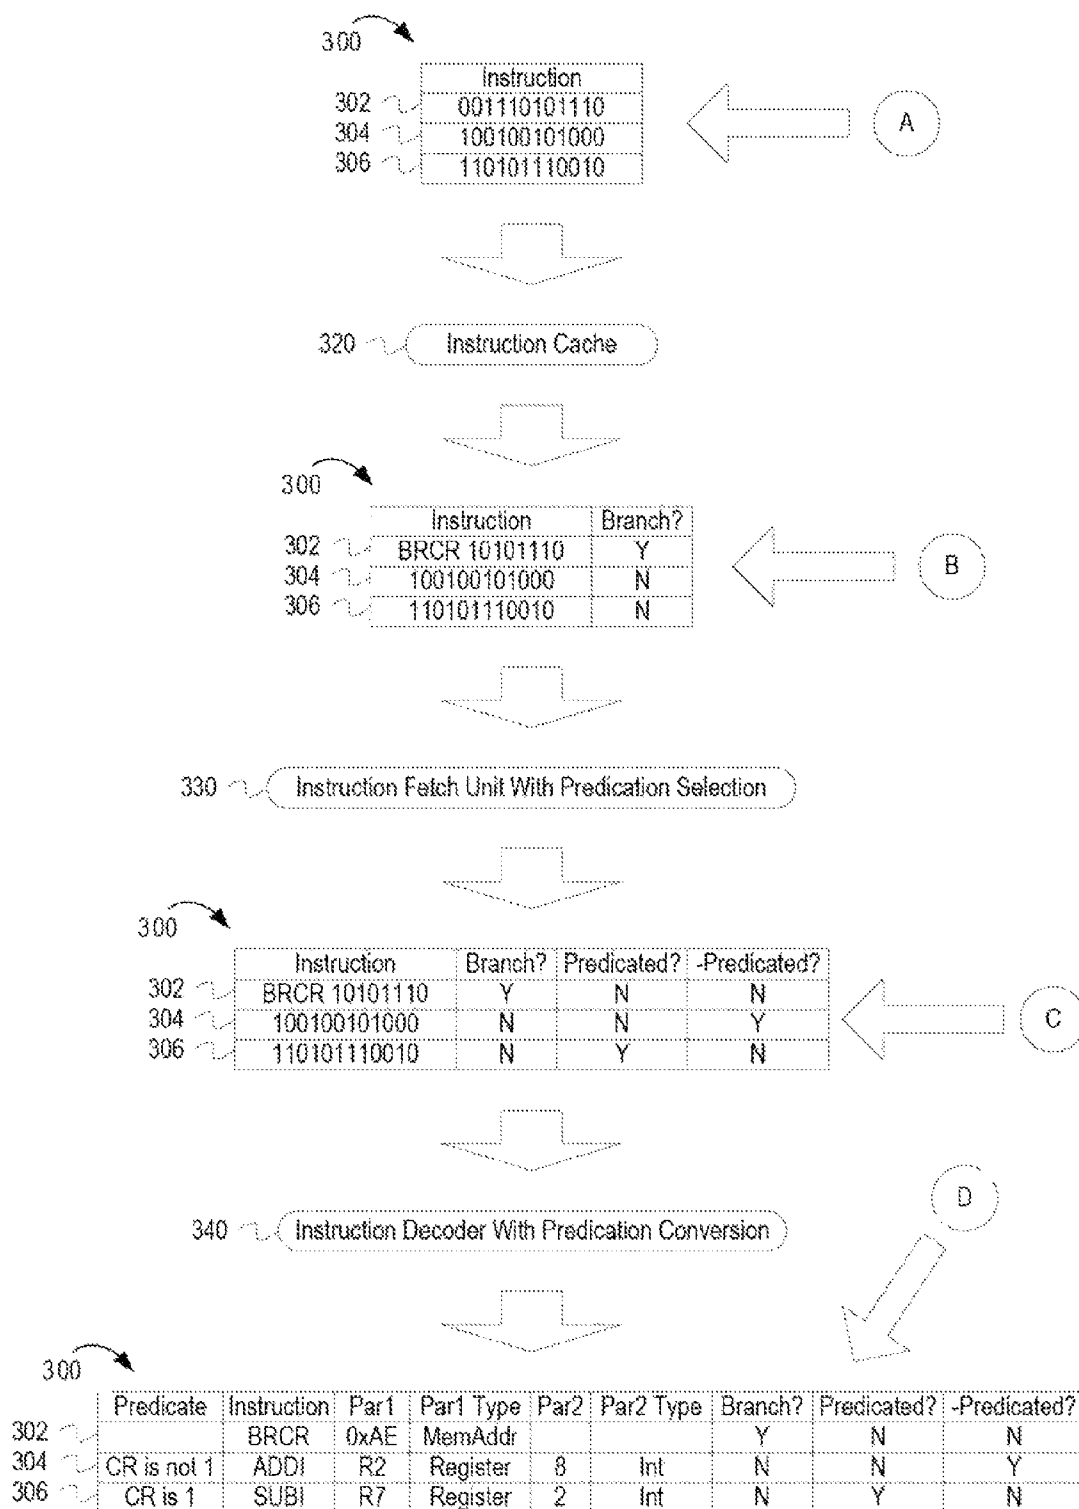 300
Instruction
302 001110101110
304 100100101000
306 110101110010
A
320 Instruction Cache
300
Instruction Branch?
302 BRCR 10101110 Y
304 100100101000 N
306 110101110010 N
B
330 Instruction Fetch Unit With Predication Selection
300
Instruction Branch? Predicated? -Predicated?
302 BRCR 10101110 Y N N
304 100100101000 N N Y
306 110101110010 N Y N
C
D
340 Instruction Decoder With Predication Conversion
300
Predicate Instruction Par1 Par1 Type Par2 Par2 Type Branch? Predicated? -Predicated?
302 BRCR 0xAE MemAddr Y N N
304 CR is not 1 ADDI R2 Register 8 Int N N Y
306 CR is 1 SUBI R7 Register 2 Int N Y N